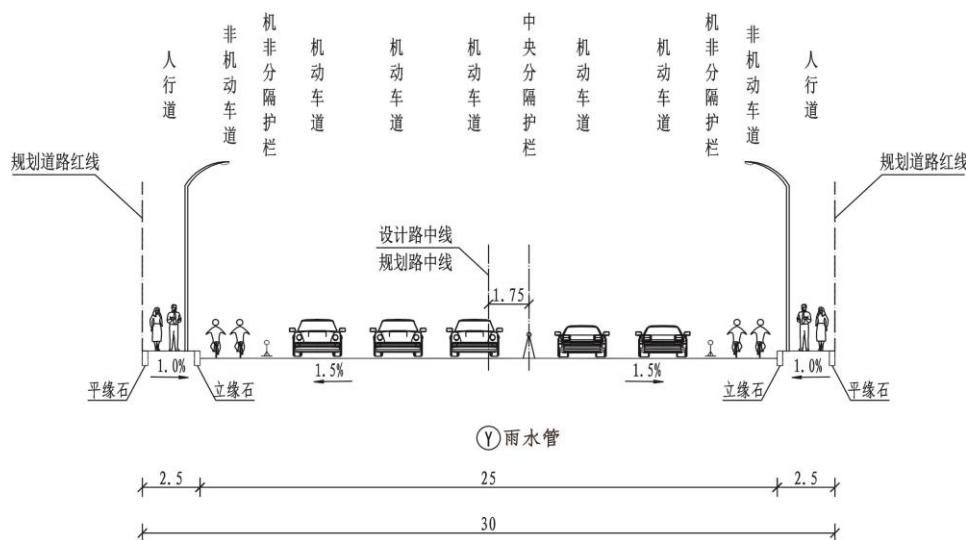 人行道
非机动车道
机非分隔护栏
机动车道
机动车道
机动车道
中央分隔护栏
机动车道
机动车道
机非分隔护栏
非机动车道
人行道
规划道路红线
规划道路红线
设计路中线
规划路中线
1.75
1.0%
1.5%
1.5%
1.0%
平缘石
立缘石
立缘石
平缘石
Y 雨水管
2.5
25
2.5
30